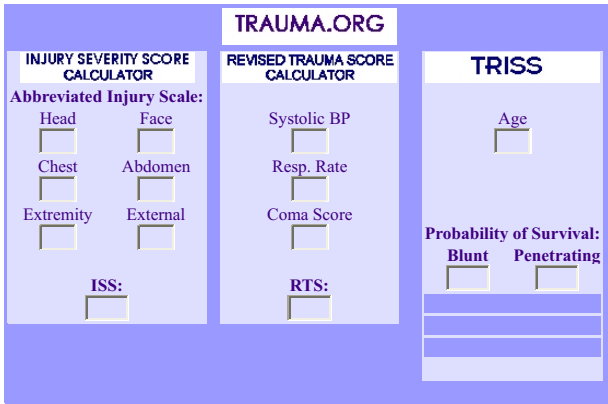 TRAUMA.ORG
INJURY SEVERITY SCORE
CALCULATOR
Abbreviated Injury Scale:
Head Face
Chest Abdomen
Extremity External
ISS:
REVISED TRAUMA SCORE
CALCULATOR
Systolic BP
Resp. Rate
Coma Score
RTS:
TRISS
Age
Probability of Survival:
Blunt Penetrating